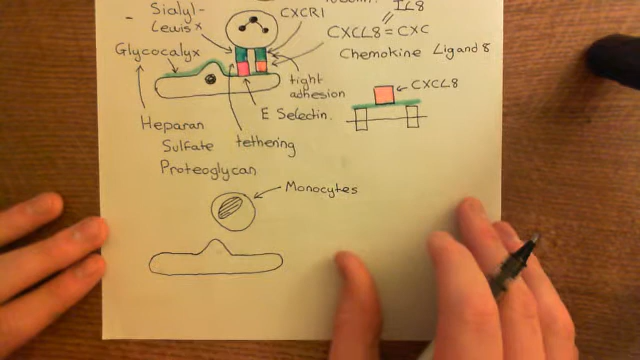 IL8
Sialyl-
Lewis x
CXCR1
CXCL8 = CXC
Chemokine Ligand 8
Glycocalyx
tight
adhesion
CXCL8
E Selectin
Heparan
Sulfate
Proteoglycan
tethering
Monocytes